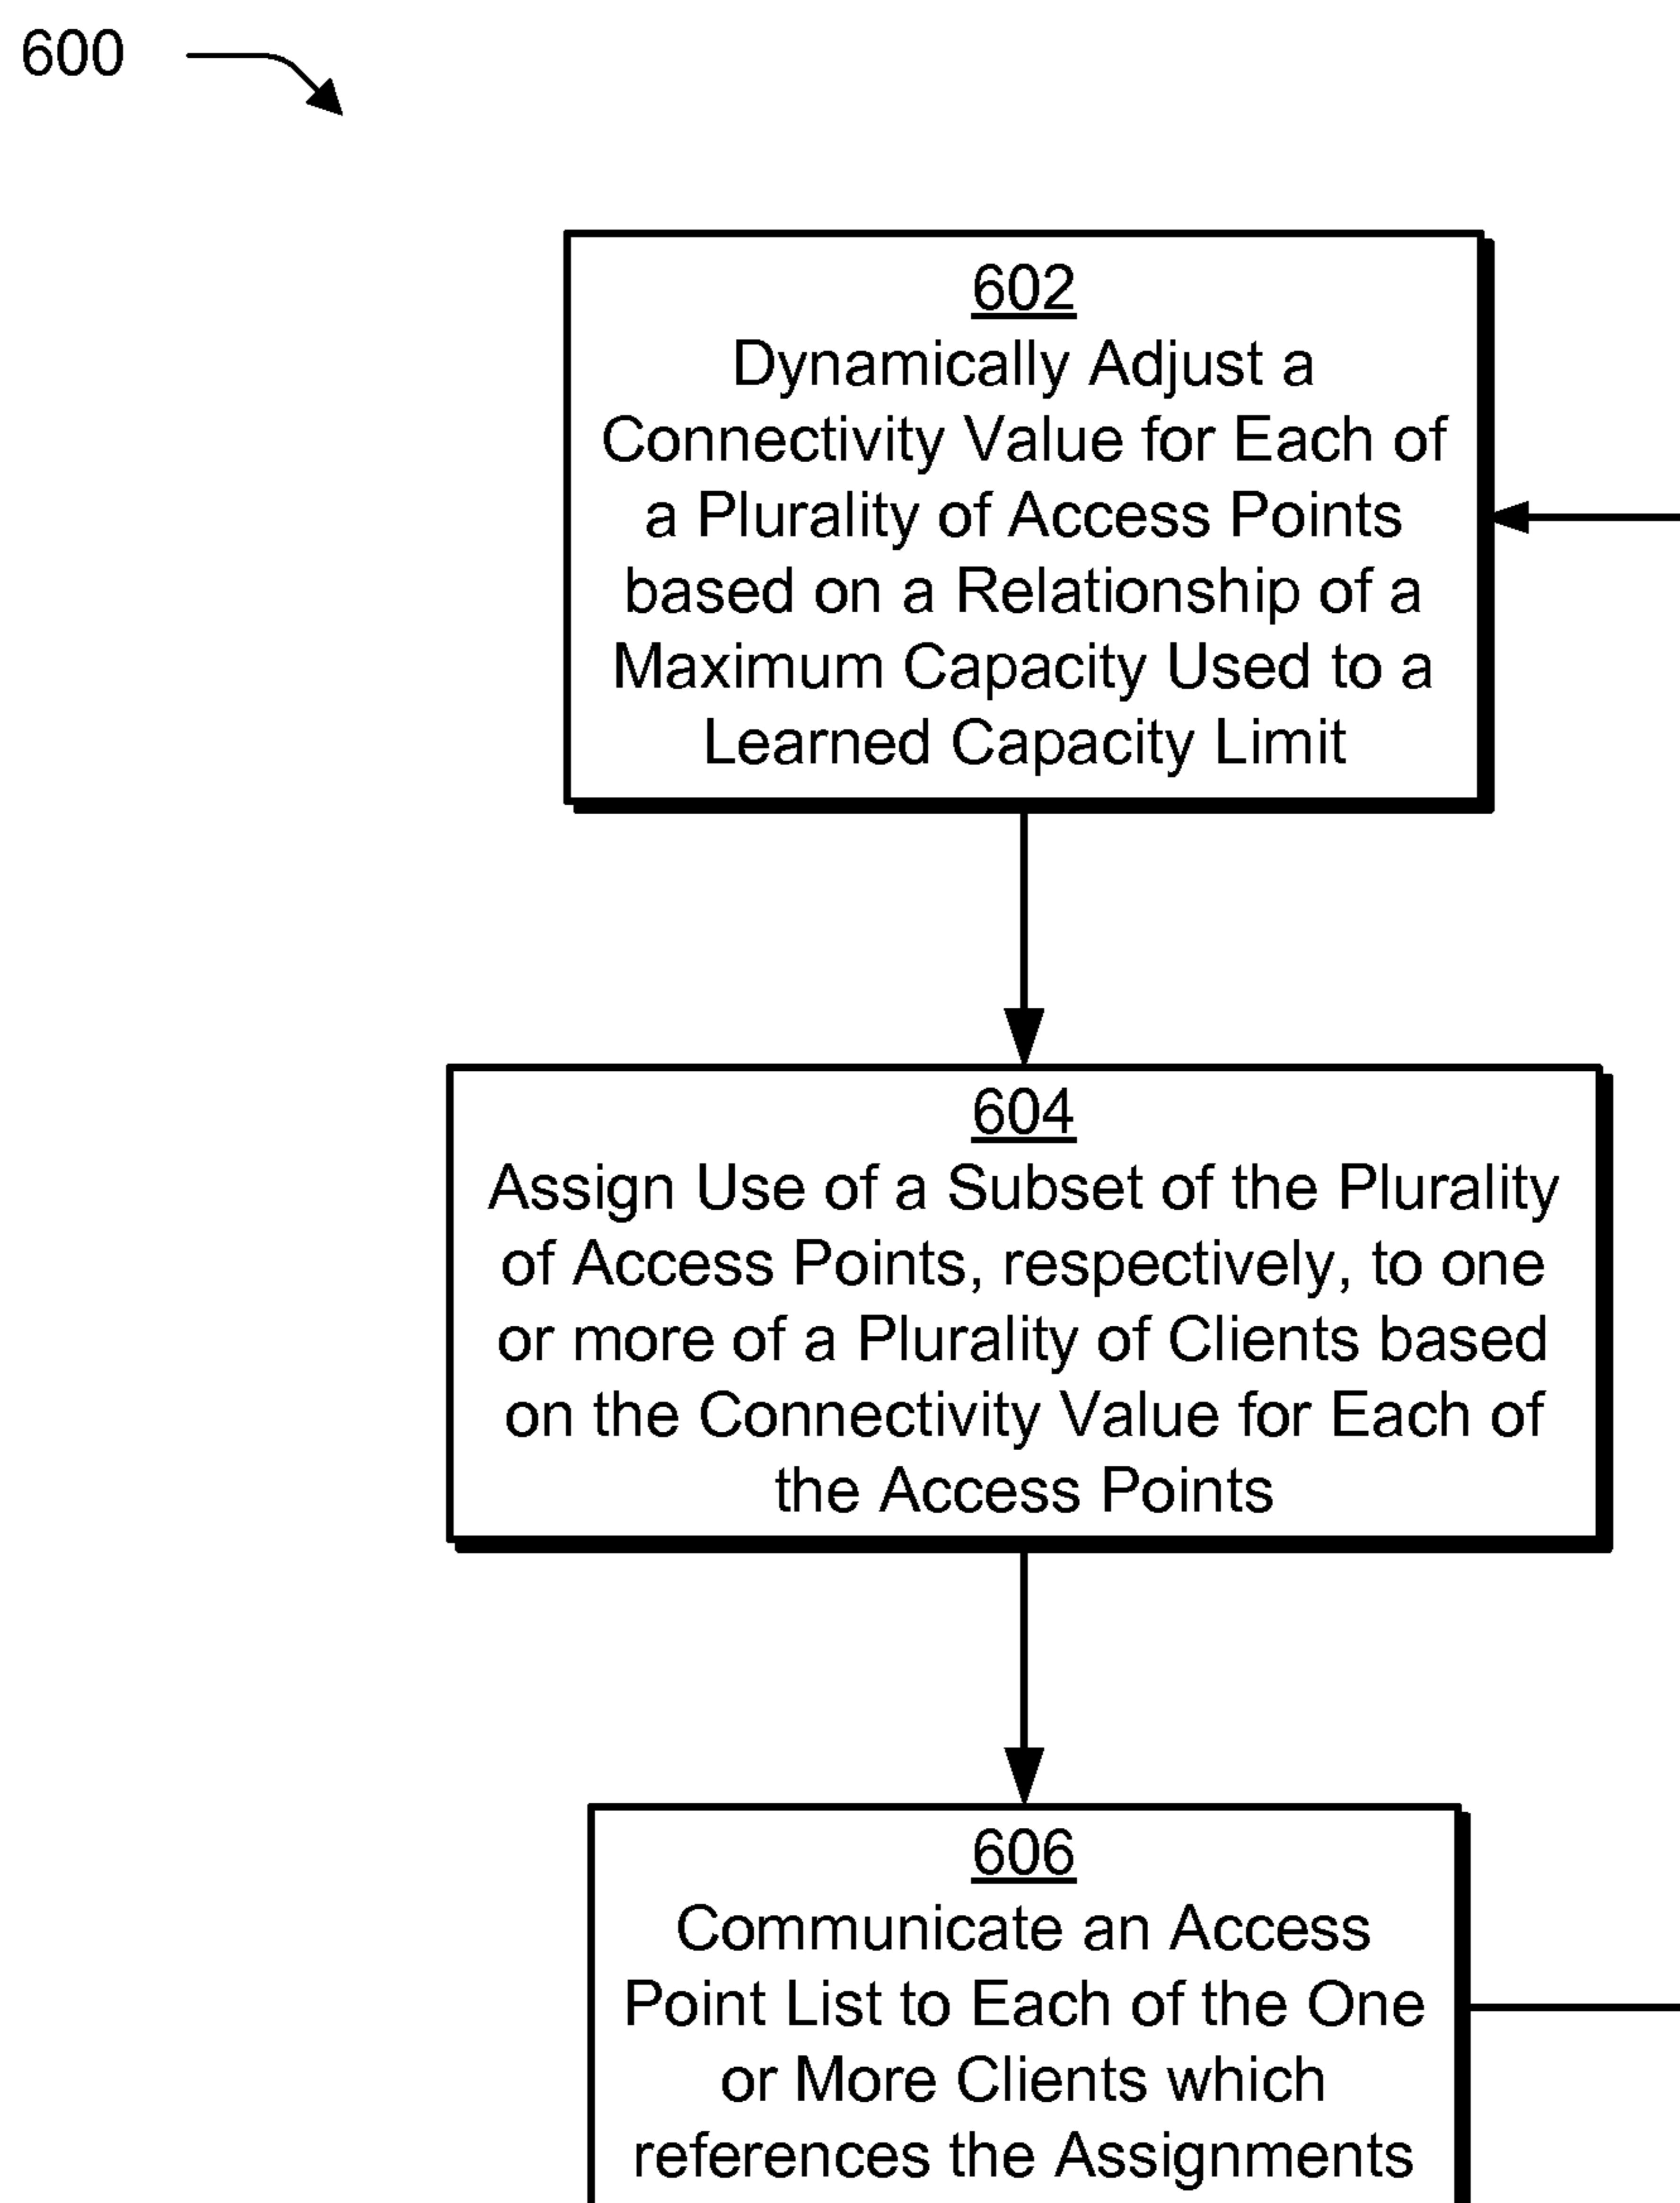 600
602
Dynamically Adjust a
Connectivity Value for Each of
a Plurality of Access Points
based on a Relationship of a
Maximum Capacity Used to a
Learned Capacity Limit
604
Assign Use of a Subset of the Plurality
of Access Points, respectively, to one
or more of a Plurality of Clients based
on the Connectivity Value for Each of
the Access Points
606
Communicate an Access
Point List to Each of the One
or More Clients which
references the Assignments